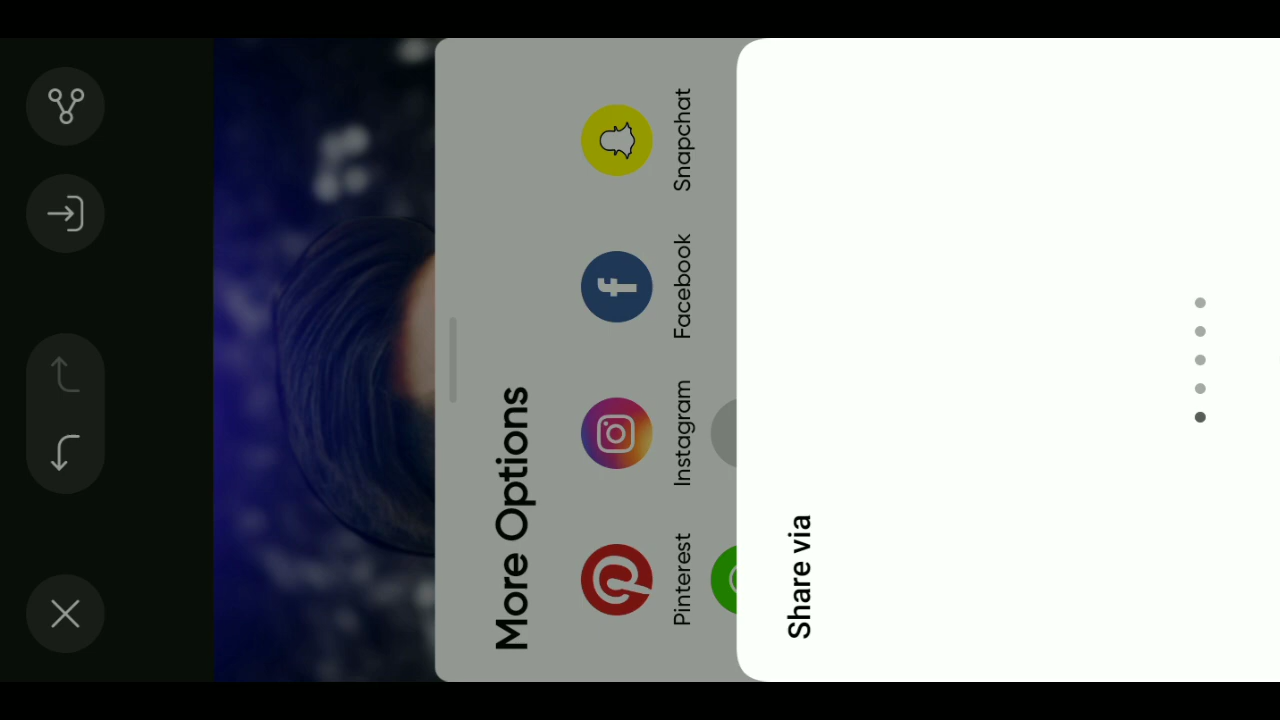 More Options
Pinterest
Instagram
Facebook
Snapchat
Share via